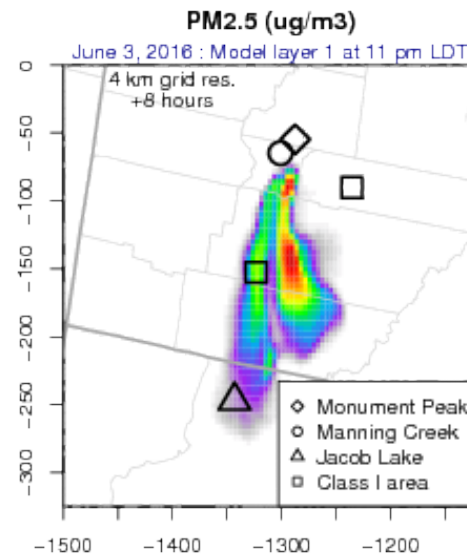 PM2.5 (ug/m3)
June 3, 2016 : Model layer 1 at 11 pm LDT
4 km grid res.
+8 hours
0
-50
-100
-150
-200
-250
-300
Monument Peak
Manning Creek
Jacob Lake
Class I area
-1500
-1400
-1300
-1200